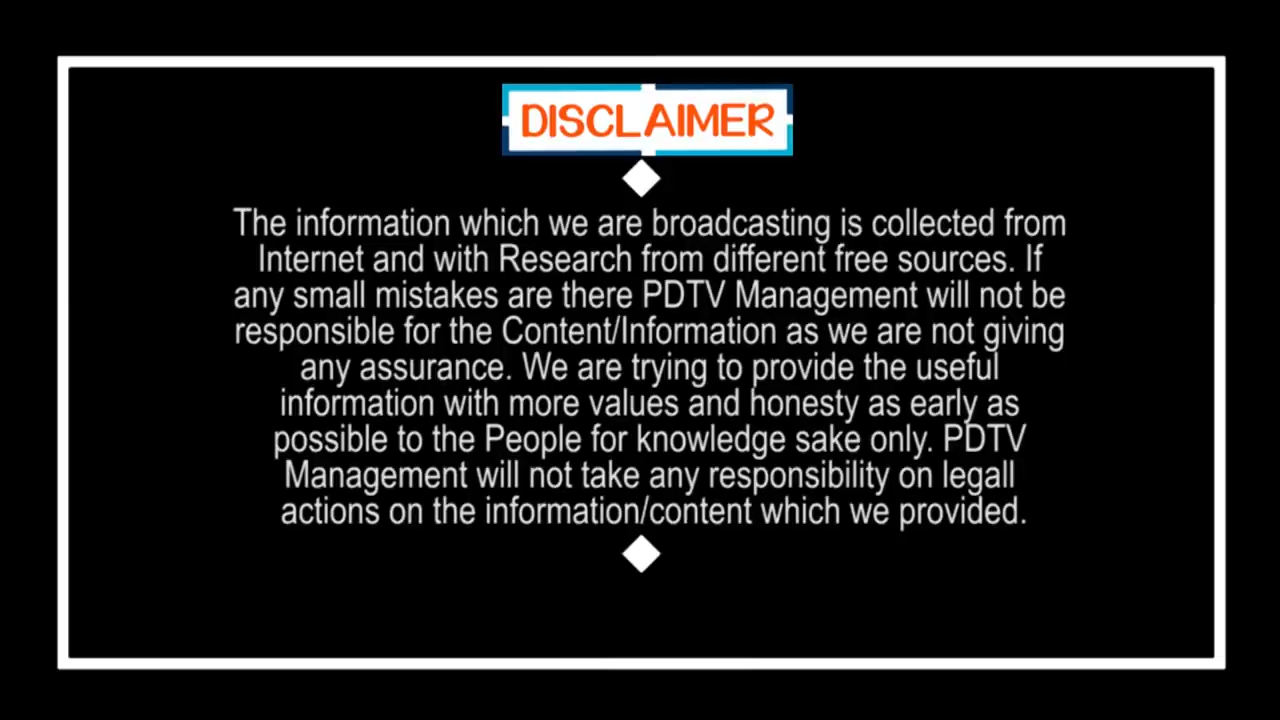 DISCLAIMER
The information which we are broadcasting is collected from
Internet and with Research from different free sources. If
any small mistakes are there PDTV Management will not be
responsible for the Content/Information as we are not giving
any assurance. We are trying to provide the useful
information with more values and honesty as early as
possible to the People for knowledge sake only. PDTV
Management will not take any responsibility on legall
actions on the information/content which we provided.